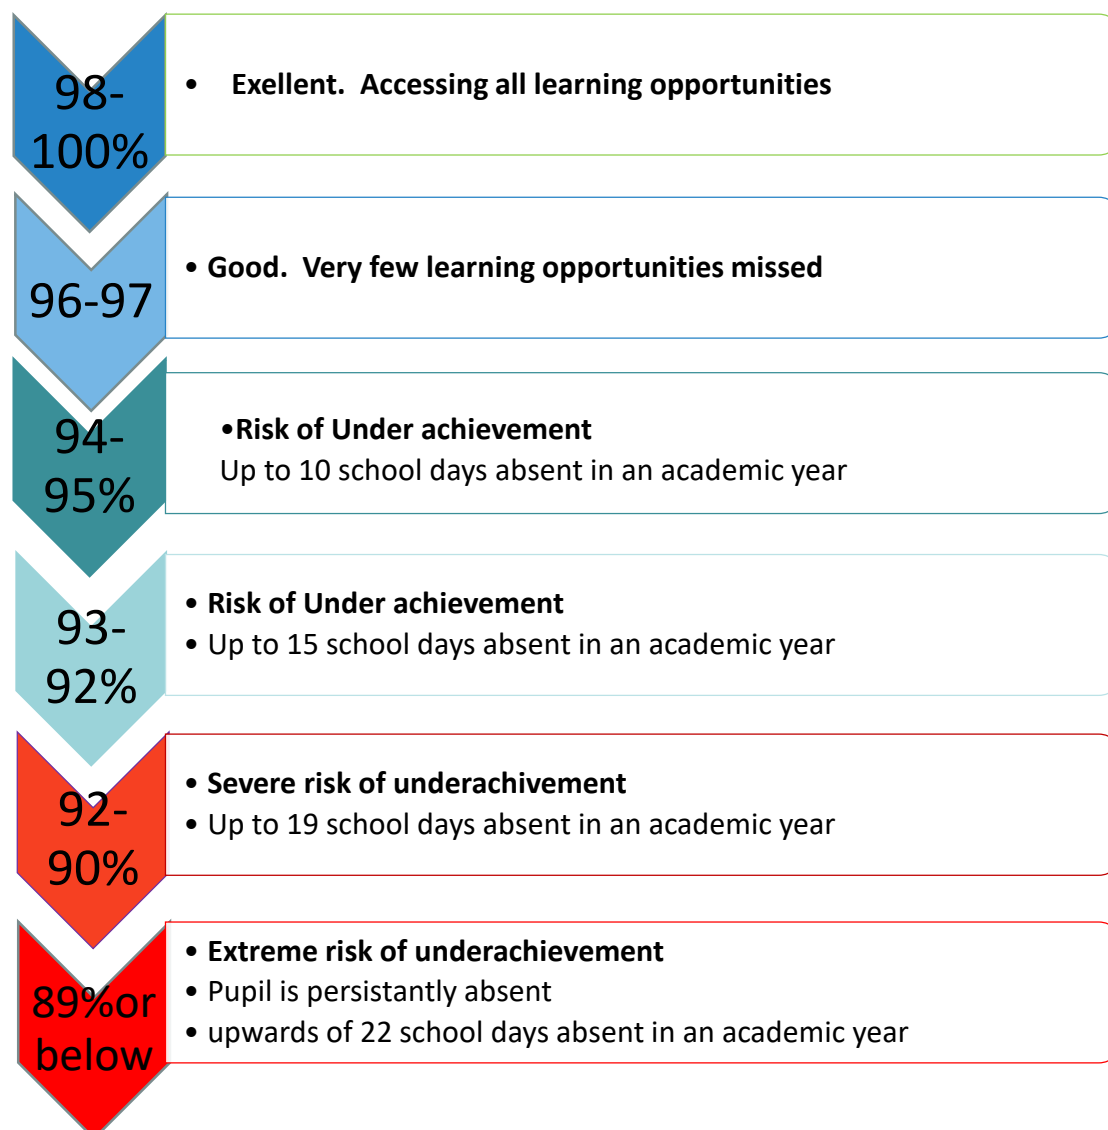 98-
100%
• Exellent.  Accessing all learning opportunities
96-97
• Good.  Very few learning opportunities missed
94-
95%
•Risk of Under achievement
Up to 10 school days absent in an academic year
93-
92%
• Risk of Under achievement
• Up to 15 school days absent in an academic year
92-
90%
• Severe risk of underachivement
• Up to 19 school days absent in an academic year
89%or
below
• Extreme risk of underachievement
• Pupil is persistantly absent
• upwards of 22 school days absent in an academic year